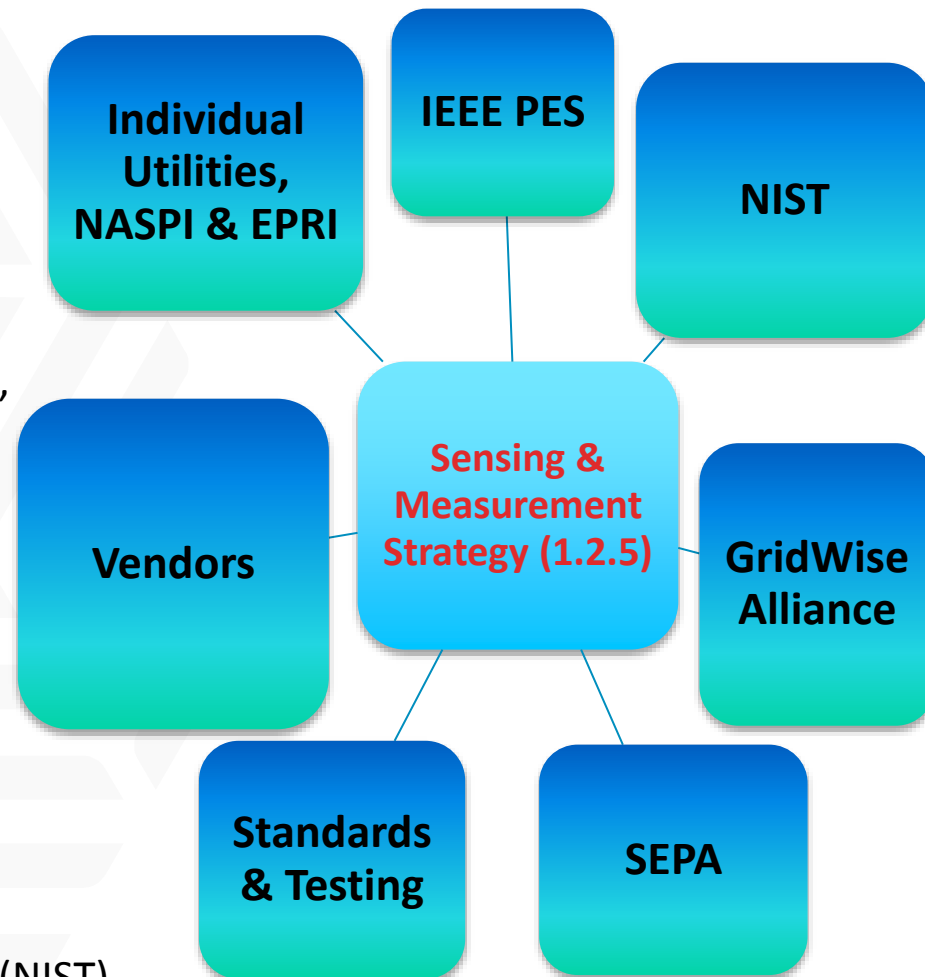 IEEE PES
Individual
Utilities,
NASPI & EPRI
NIST
,
Sensing &
Measurement
Strategy (1.2.5)
Vendors
GridWise
Alliance
Standards
& Testing
SEPA
(NIST)